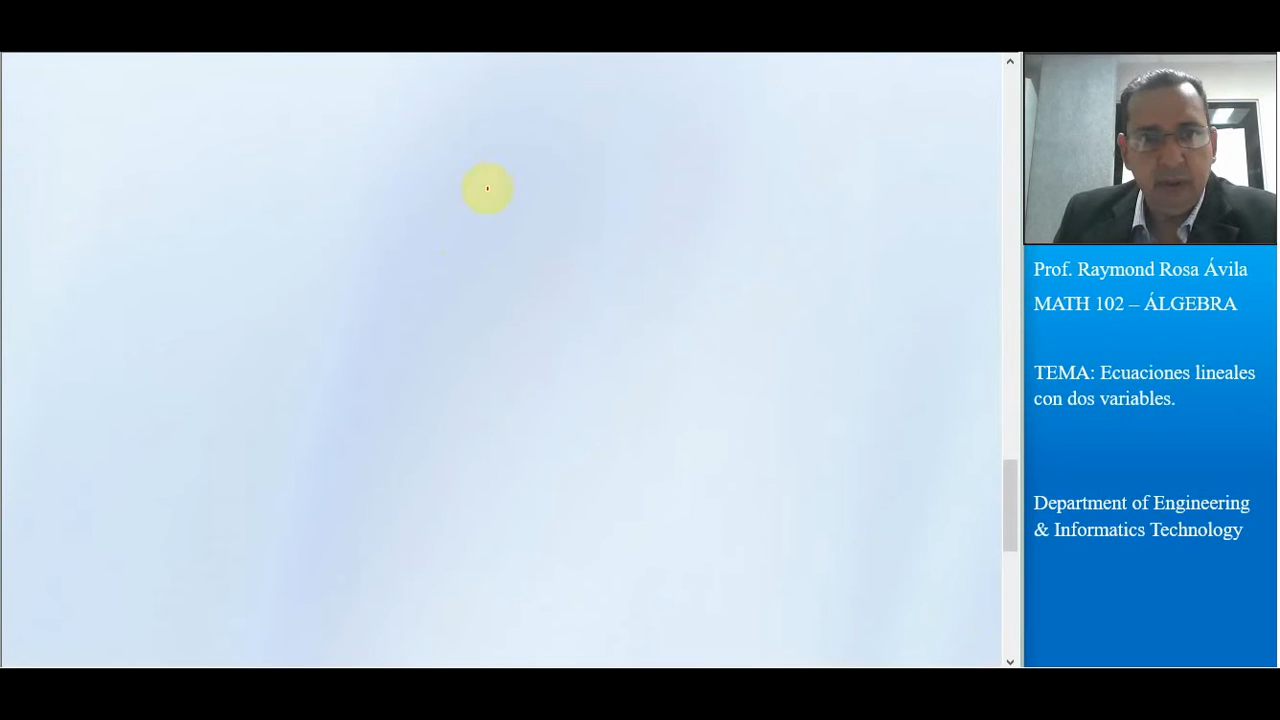 Prof. Raymond Rosa Ávila
MATH 102 – ÁLGEBRA
TEMA: Ecuaciones lineales
con dos variables.
Department of Engineering
& Informatics Technology